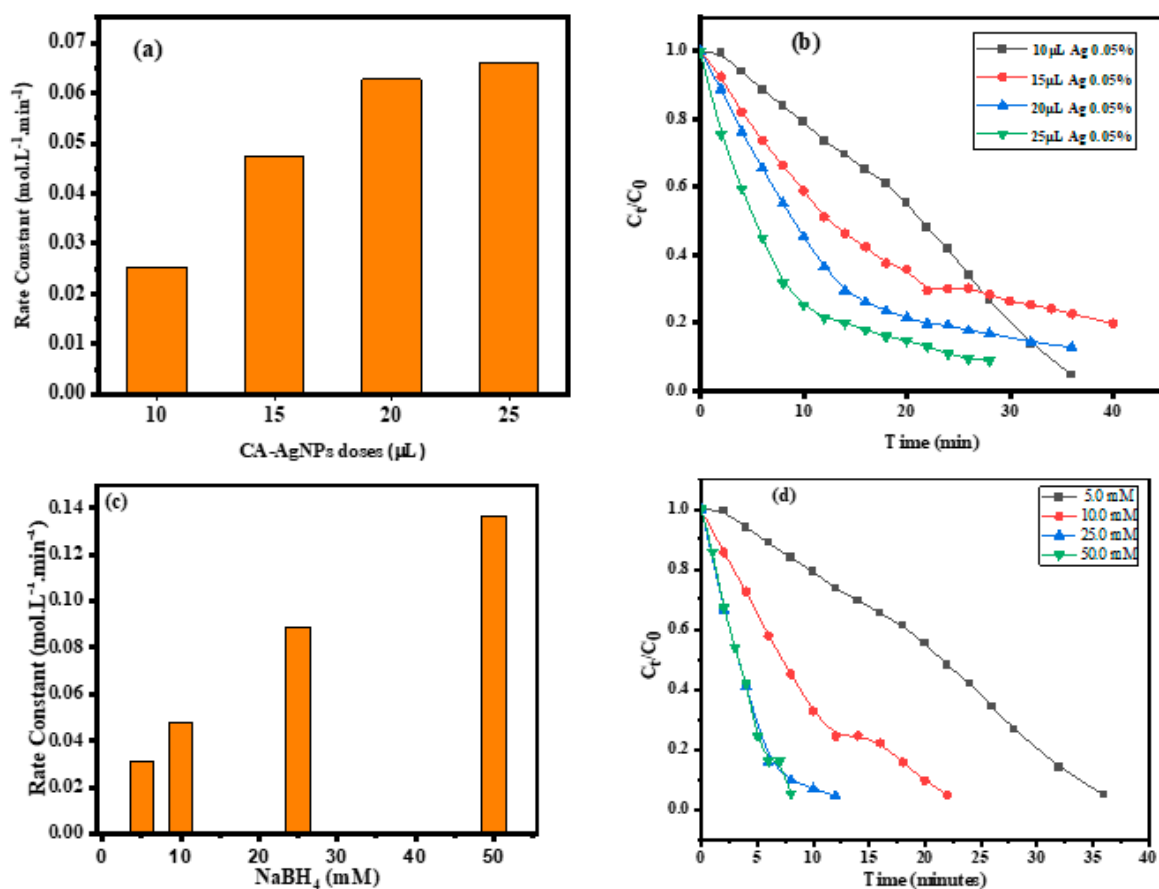 (a)
Rate Constant (mol.L⁻¹.min⁻¹)
0.07
0.06
0.05
0.04
0.03
0.02
0.01
0.00
10 15 20 25
CA-AgNPs doses (µL)
(b)
10µL Ag 0.05%
15µL Ag 0.05%
20µL Ag 0.05%
25µL Ag 0.05%
Cₜ/C₀
1.0
0.8
0.6
0.4
0.2
0.0
0 10 20 30 40
Time (min)
(c)
Rate Constant (mol.L⁻¹.min⁻¹)
0.14
0.12
0.10
0.08
0.06
0.04
0.02
0.00
0 10 20 30 40 50
NaBH₄ (mM)
(d)
5.0 mM
10.0 mM
25.0 mM
50.0 mM
Cₜ/C₀
1.0
0.8
0.6
0.4
0.2
0.0
0 5 10 15 20 25 30 35 40
Time (minutes)